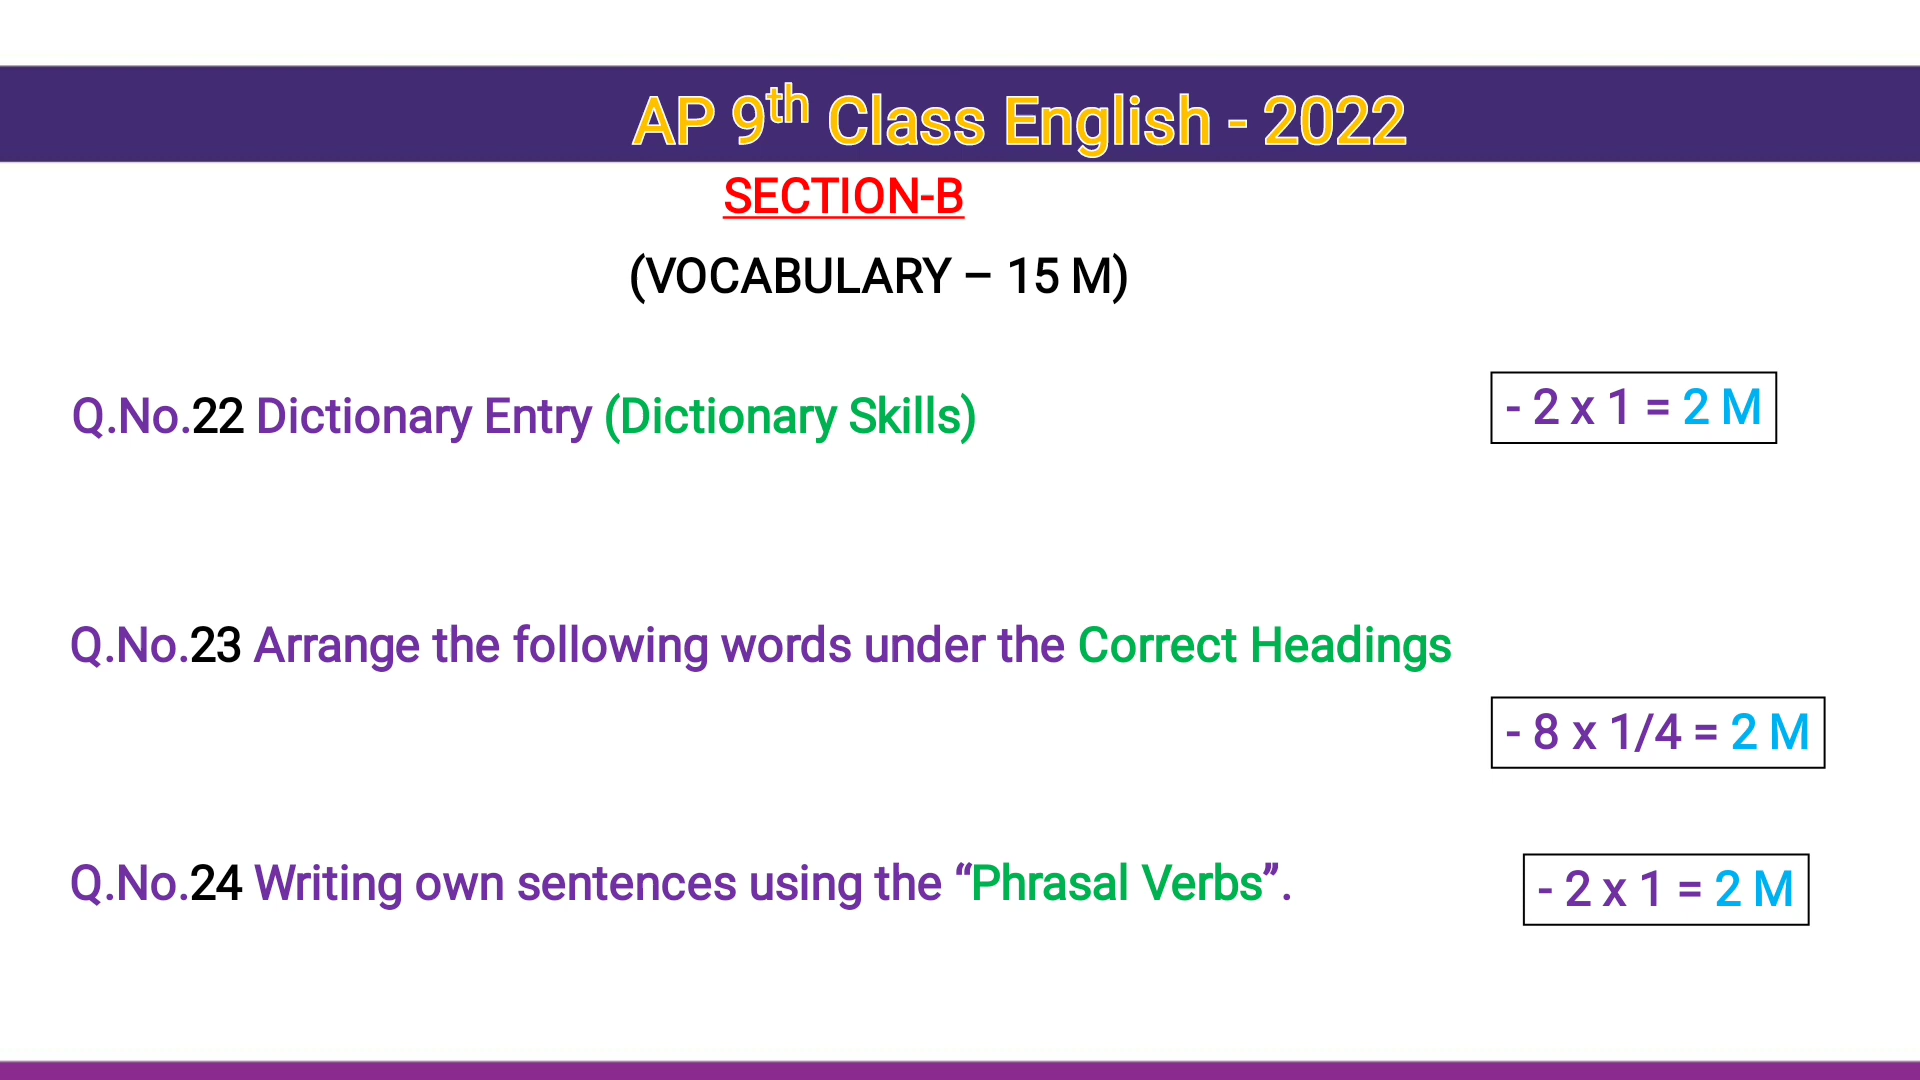 AP 9th Class English - 2022
SECTION-B
(VOCABULARY – 15 M)
Q.No.22 Dictionary Entry (Dictionary Skills)
- 2 x 1 = 2 M
Q.No.23 Arrange the following words under the Correct Headings
- 8 x 1/4 = 2 M
Q.No.24 Writing own sentences using the “Phrasal Verbs”.
- 2 x 1 = 2 M